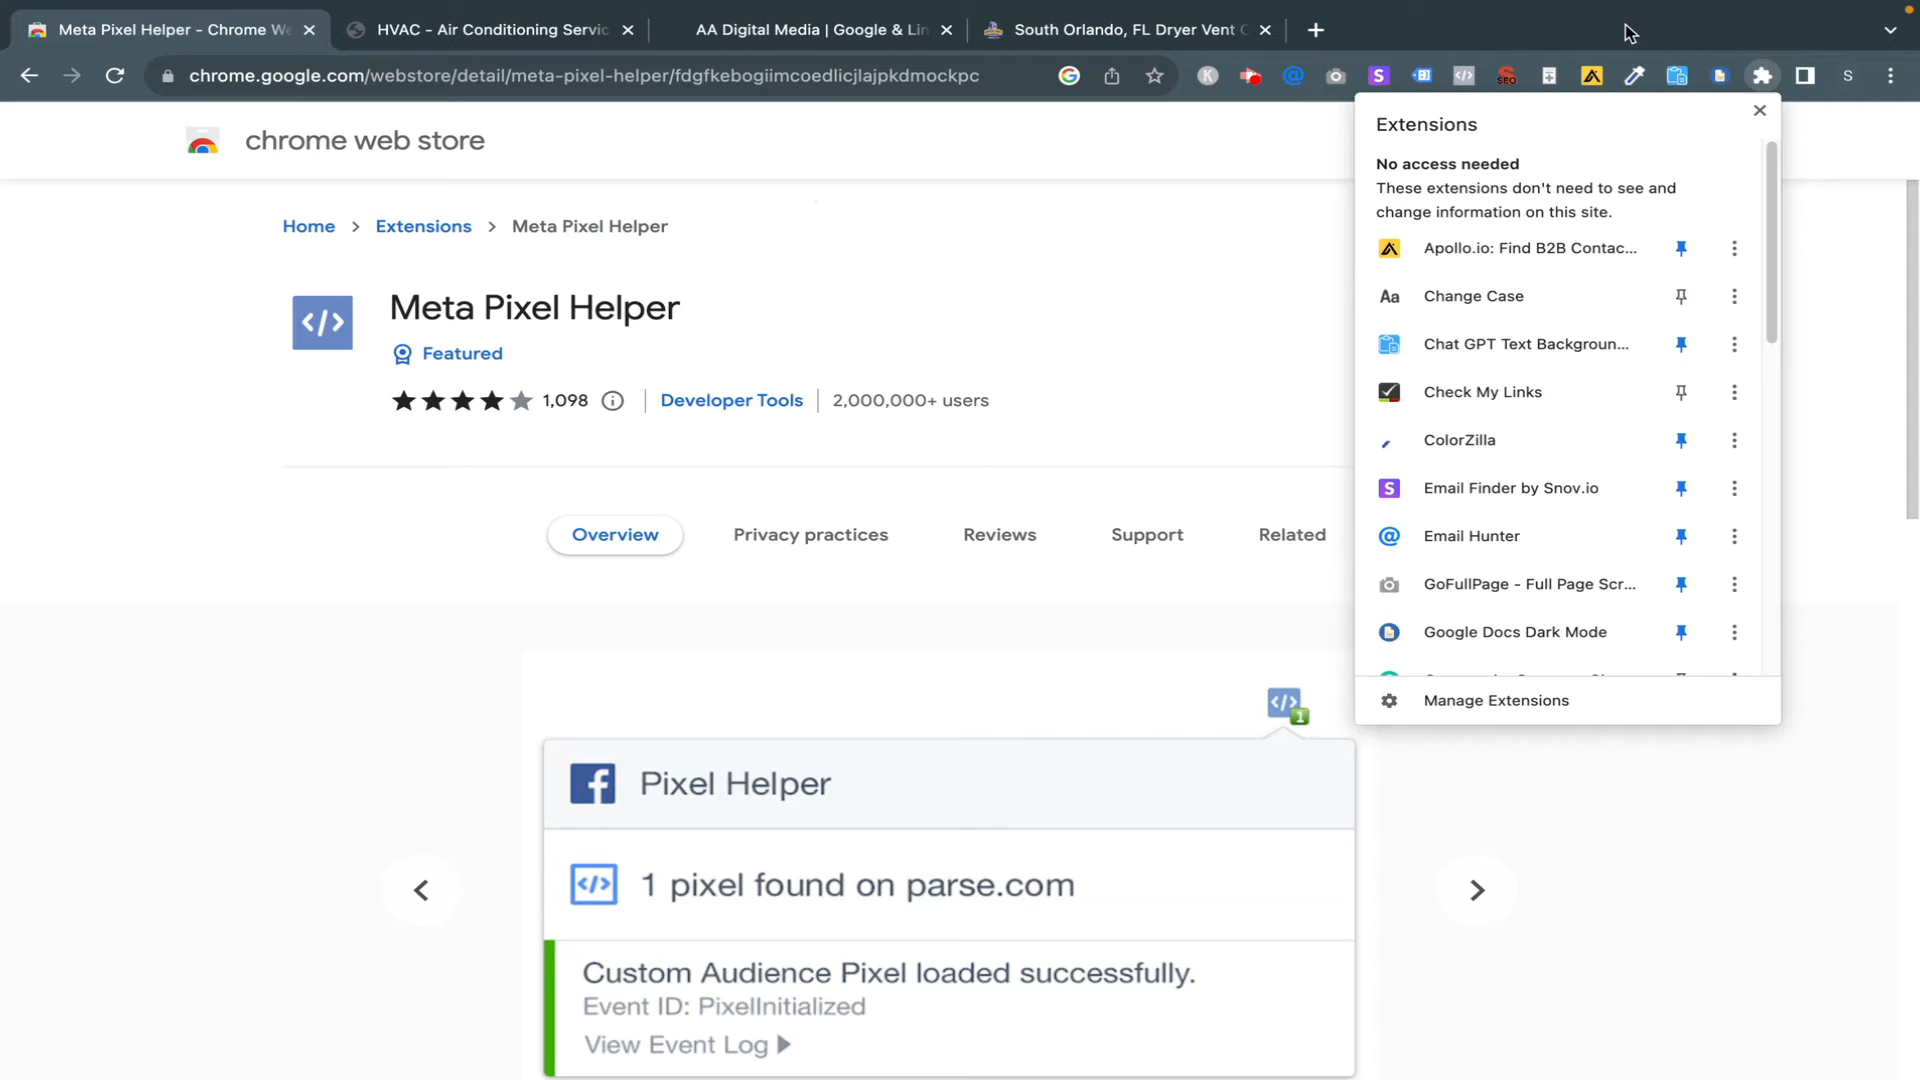 Meta Pixel Helper - Chrome We
HVAC - Air Conditioning Servic
AA Digital Media | Google & Lin
South Orlando, FL Dryer Vent C
chrome.google.com/webstore/detail/meta-pixel-helper/fdgfkebogiimcoedlicjlajpkdmockpc
K
S
SEO
S
chrome web store
Home > Extensions > Meta Pixel Helper
Meta Pixel Helper
Featured
1,098
Developer Tools
2,000,000+ users
Overview
Privacy practices
Reviews
Support
Related
Extensions
No access needed
These extensions don't need to see and
change information on this site.
Apollo.io: Find B2B Contac...
Aa Change Case
Chat GPT Text Backgroun...
Check My Links
ColorZilla
S Email Finder by Snov.io
@ Email Hunter
GoFullPage - Full Page Scr...
Google Docs Dark Mode
Manage Extensions
</> 1
f Pixel Helper
</> 1 pixel found on parse.com
Custom Audience Pixel loaded successfully.
Event ID: PixelInitialized
View Event Log ▶